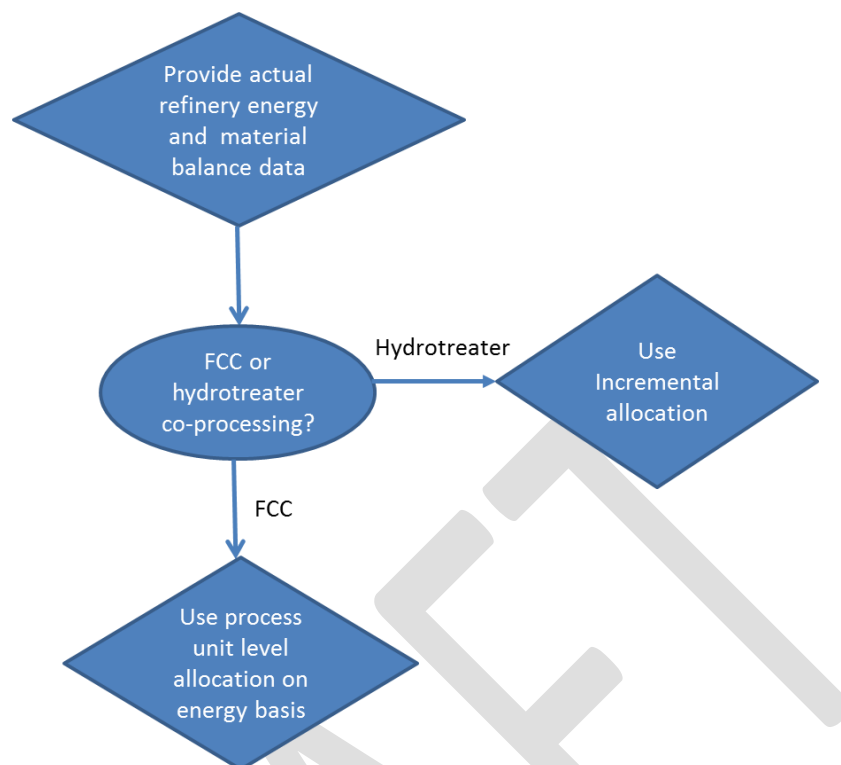 Provide actual
refinery energy
and material
balance data
FCC or
hydrotreater
co-processing?
Hydrotreater
Use
Incremental
allocation
FCC
Use process
unit level
allocation on
energy basis